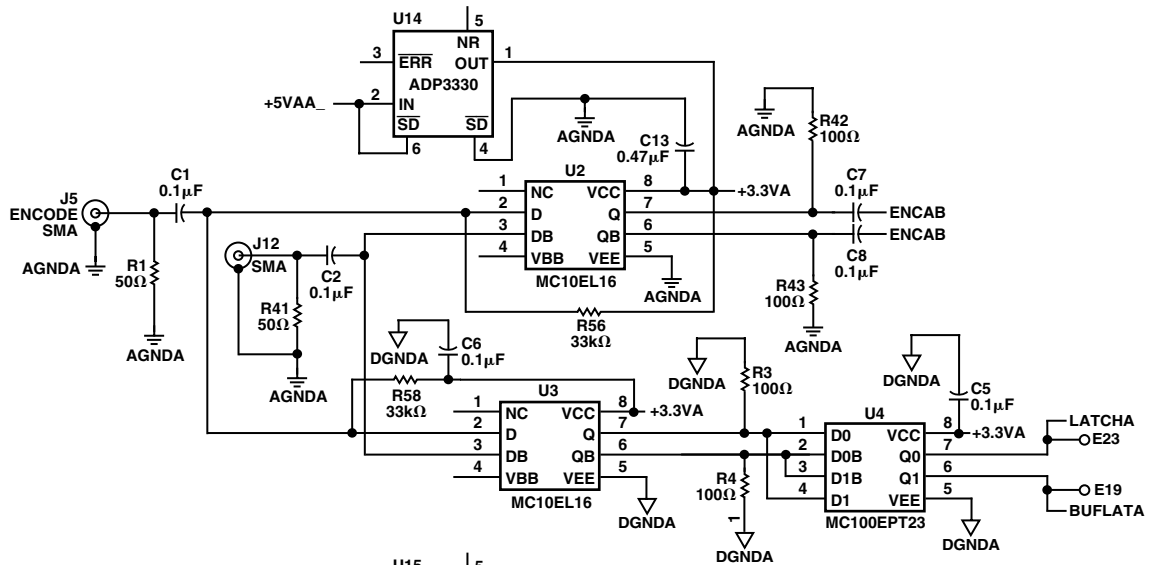 U14
5
NR
3
ERR
OUT
1
ADP3330
+5VAA_
2
IN
SD
SD
6
4
AGNDA
C13
0.47μF
AGNDA
R42
100Ω
J5
ENCODE
SMA
C1
0.1μF
AGNDA
R1
50Ω
AGNDA
J12
SMA
C2
0.1μF
R41
50Ω
AGNDA
U2
1
NC
VCC
8
+3.3VA
2
D
Q
7
3
DB
QB
6
4
VBB
VEE
5
MC10EL16
AGNDA
C7
0.1μF
ENCAB
ENCAB
C8
0.1μF
R43
100Ω
AGNDA
R56
33kΩ
DGNDA
C6
0.1μF
R58
33kΩ
U3
1
NC
VCC
8
+3.3VA
2
D
Q
7
3
DB
QB
6
4
VBB
VEE
5
MC10EL16
DGNDA
DGNDA
R3
100Ω
R4
100Ω
1
DGNDA
DGNDA
C5
0.1μF
U4
1
D0
VCC
8
+3.3VA
2
D0B
Q0
7
3
D1B
Q1
6
4
D1
VEE
5
MC100EPT23
DGNDA
LATCHA
E23
E19
BUFLATA
U15
5